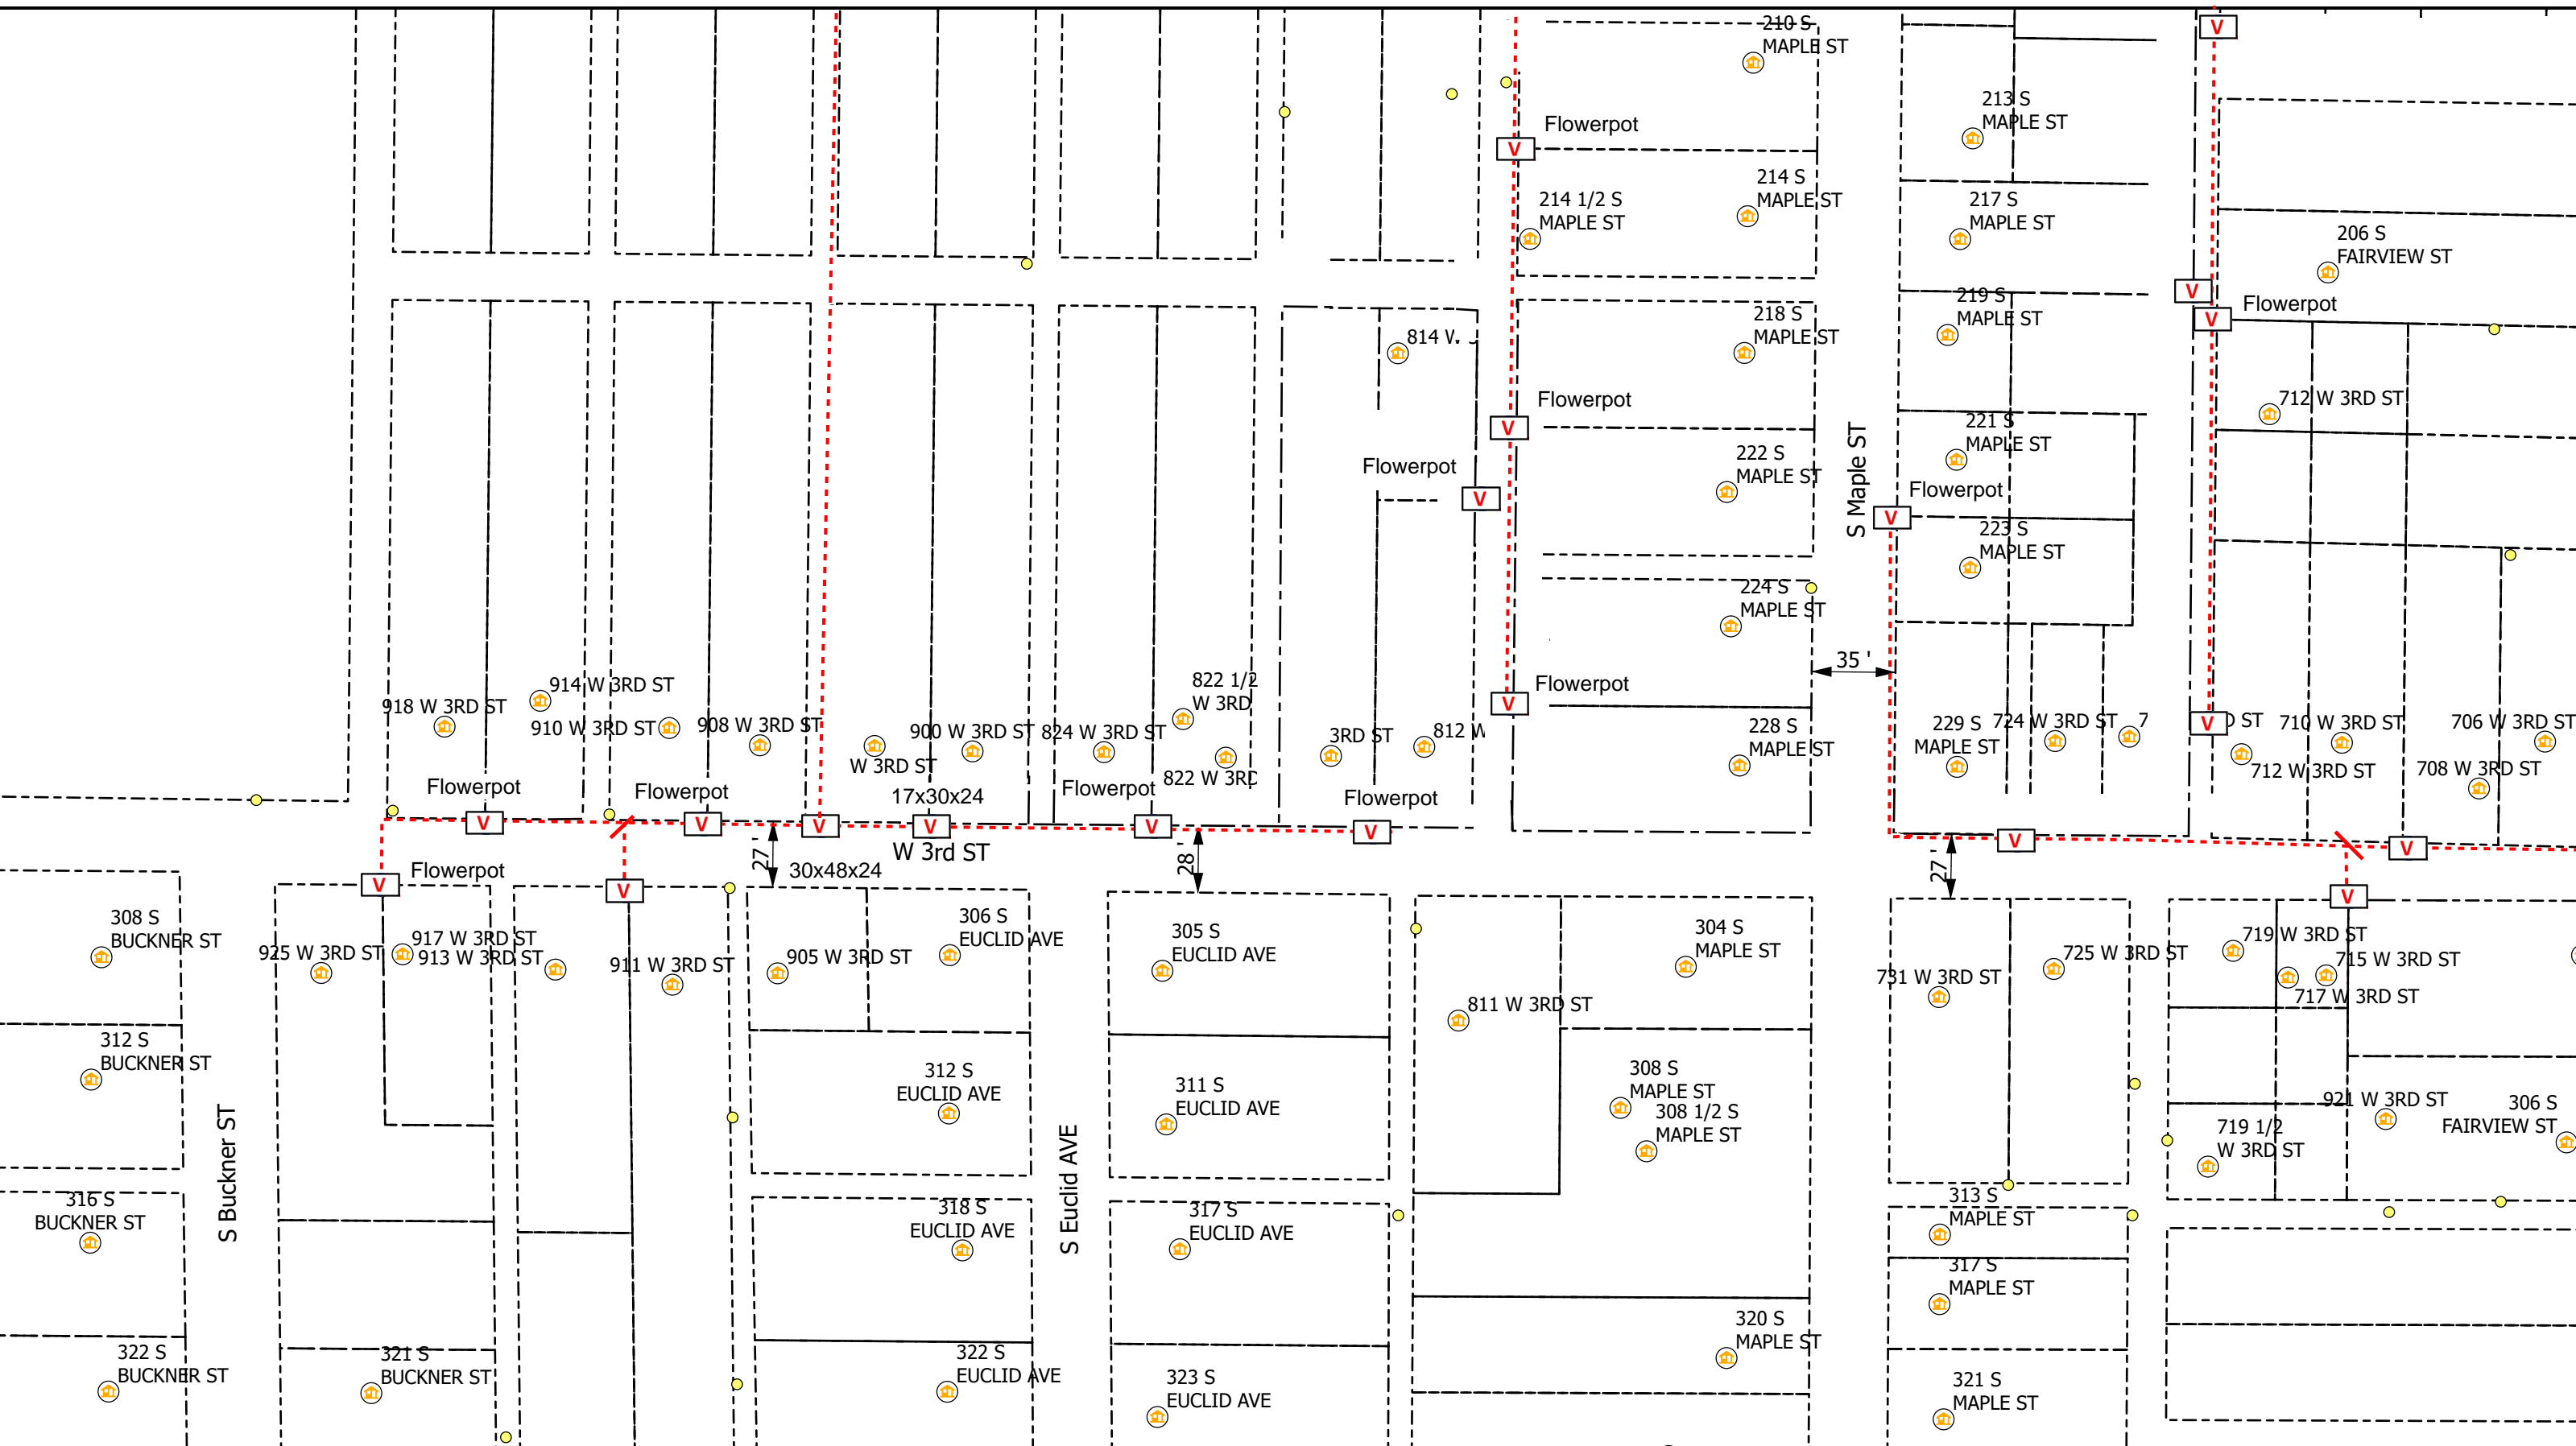 210 S
MAPLE ST
V
213 S
MAPLE ST
Flowerpot
V
214 S
MAPLE ST
214 1/2 S
MAPLE ST
217 S
MAPLE ST
206 S
FAIRVIEW ST
V
219 S
MAPLE ST
Flowerpot
V
218 S
MAPLE ST
814 W
Flowerpot
V
712 W 3RD ST
221 S
MAPLE ST
222 S
MAPLE ST
S Maple ST
Flowerpot
V
Flowerpot
V
223 S
MAPLE ST
224 S
MAPLE ST
35 '
Flowerpot
V
918 W 3RD ST
914 W 3RD ST
910 W 3RD ST
908 W 3RD ST
W 3RD ST
900 W 3RD ST
824 W 3RD ST
822 1/2
W 3RD
822 W 3RD
3RD ST
812 W
228 S
MAPLE ST
229 S
MAPLE ST
724 W 3RD ST
7
V
D ST
712 W 3RD ST
710 W 3RD ST
708 W 3RD ST
706 W 3RD ST
Flowerpot
V
Flowerpot
V
V
17x30x24
V
Flowerpot
V
Flowerpot
V
V
V
W 3rd ST
27 '
30x48x24
28 '
27 '
Flowerpot
V
V
V
308 S
BUCKNER ST
925 W 3RD ST
917 W 3RD ST
913 W 3RD ST
911 W 3RD ST
905 W 3RD ST
306 S
EUCLID AVE
305 S
EUCLID AVE
304 S
MAPLE ST
811 W 3RD ST
731 W 3RD ST
725 W 3RD ST
719 W 3RD ST
715 W 3RD ST
717 W 3RD ST
312 S
BUCKNER ST
312 S
EUCLID AVE
311 S
EUCLID AVE
308 S
MAPLE ST
308 1/2 S
MAPLE ST
921 W 3RD ST
306 S
FAIRVIEW ST
719 1/2
W 3RD ST
S Buckner ST
S Euclid AVE
316 S
BUCKNER ST
318 S
EUCLID AVE
317 S
EUCLID AVE
313 S
MAPLE ST
317 S
MAPLE ST
320 S
MAPLE ST
322 S
BUCKNER ST
321 S
BUCKNER ST
322 S
EUCLID AVE
323 S
EUCLID AVE
321 S
MAPLE ST